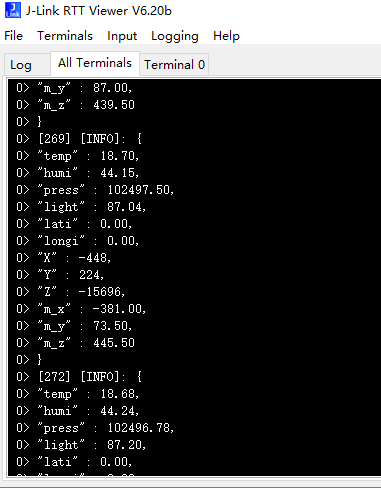 J-Link RTT Viewer V6.20b
File Terminals Input Logging Help
Log All Terminals Terminal 0
0> "m_y" : 87.00,
0> "m_z" : 439.50
0> }
0> [269] [INFO]: {
0> "temp" : 18.70,
0> "humi" : 44.15,
0> "press" : 102497.50,
0> "light" : 87.04,
0> "lati" : 0.00,
0> "longi" : 0.00,
0> "X" : -448,
0> "Y" : 224,
0> "Z" : -15696,
0> "m_x" : -381.00,
0> "m_y" : 73.50,
0> "m_z" : 445.50
0> }
0> [272] [INFO]: {
0> "temp" : 18.68,
0> "humi" : 44.24,
0> "press" : 102496.78,
0> "light" : 87.20,
0> "lati" : 0.00,